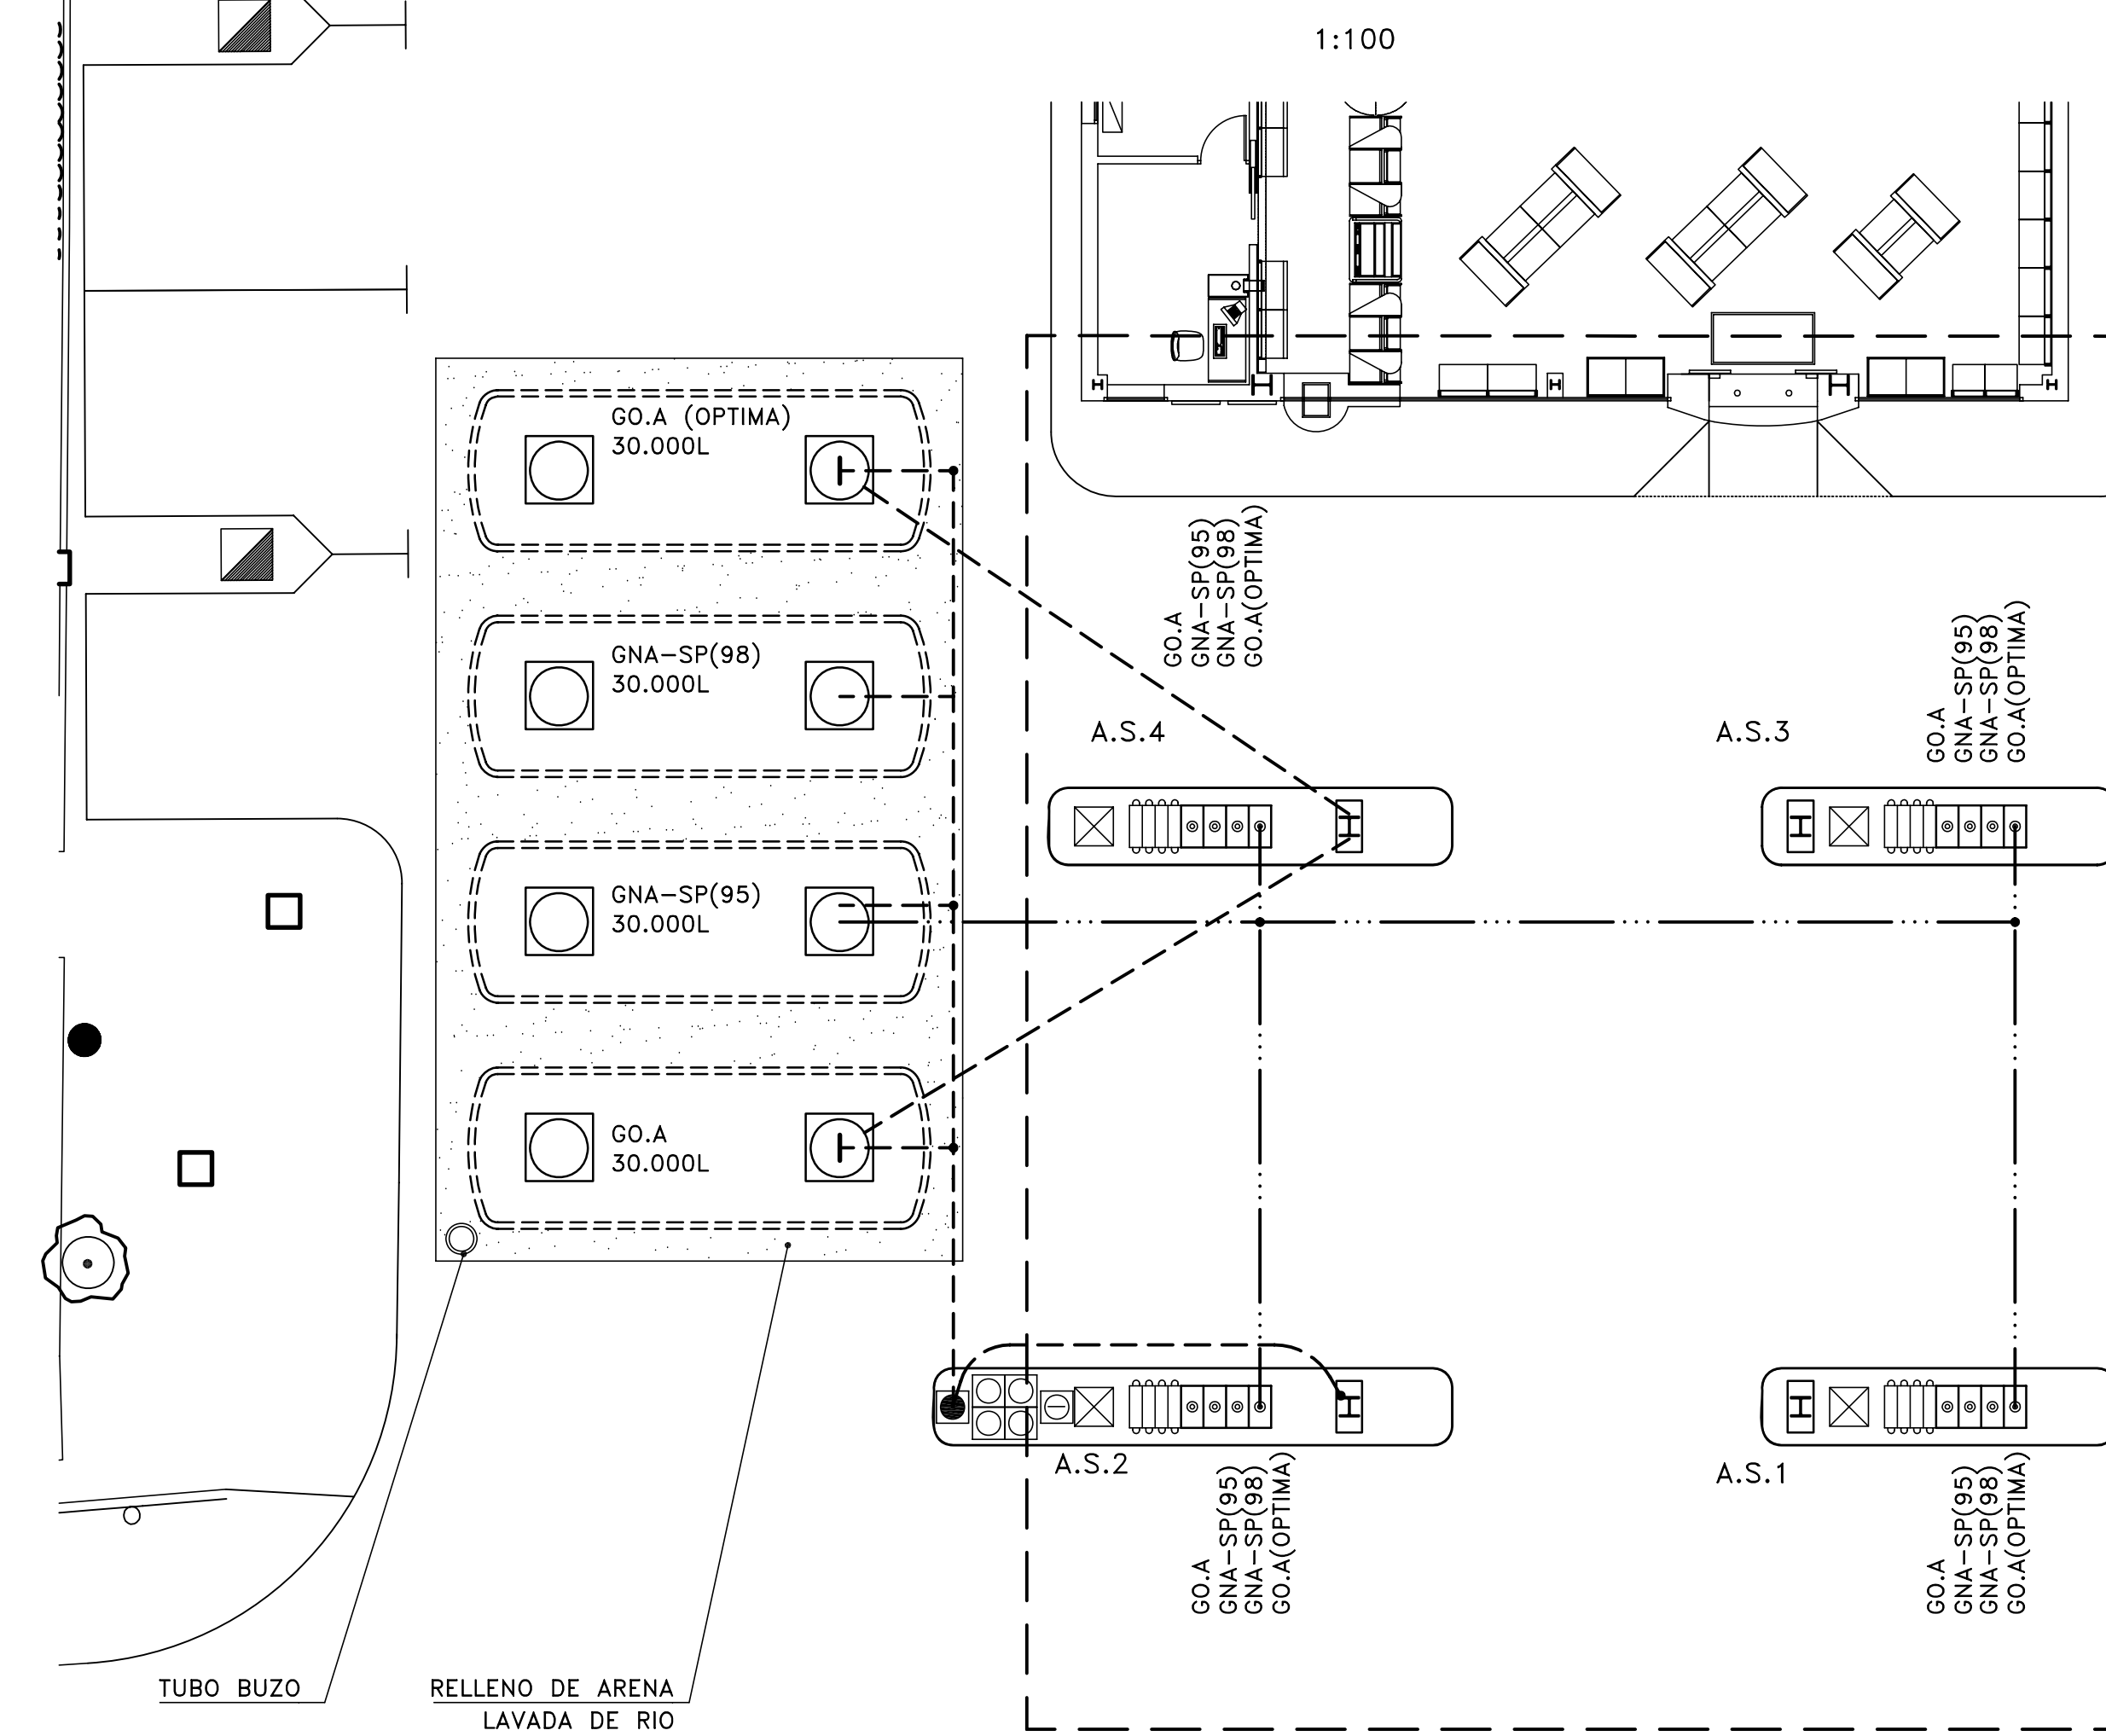 1:100
GO.A (OPTIMA)
30.000L
GNA-SP(98)
30.000L
GNA-SP(95)
30.000L
GO.A
30.000L
GO.A
GNA-SP(95)
GNA-SP(98)
GO.A(OPTIMA)
A.S.4
GO.A
GNA-SP(95)
GNA-SP(98)
GO.A(OPTIMA)
A.S.3
A.S.2
GO.A
GNA-SP(95)
GNA-SP(98)
GO.A(OPTIMA)
A.S.1
GO.A
GNA-SP(95)
GNA-SP(98)
GO.A(OPTIMA)
TUBO BUZO
RELLENO DE ARENA
LAVADA DE RIO